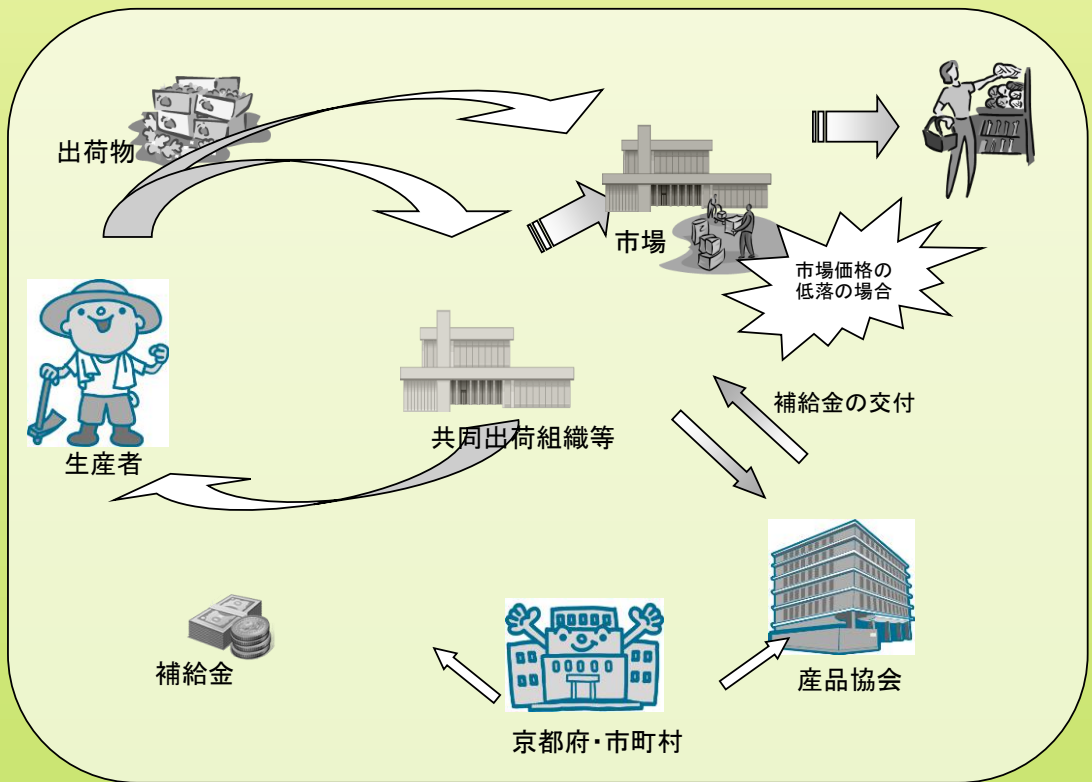 出荷物
市場
市場価格の
低落の場合
補給金の交付
共同出荷組織等
生産者
補給金
産品協会
京都府・市町村